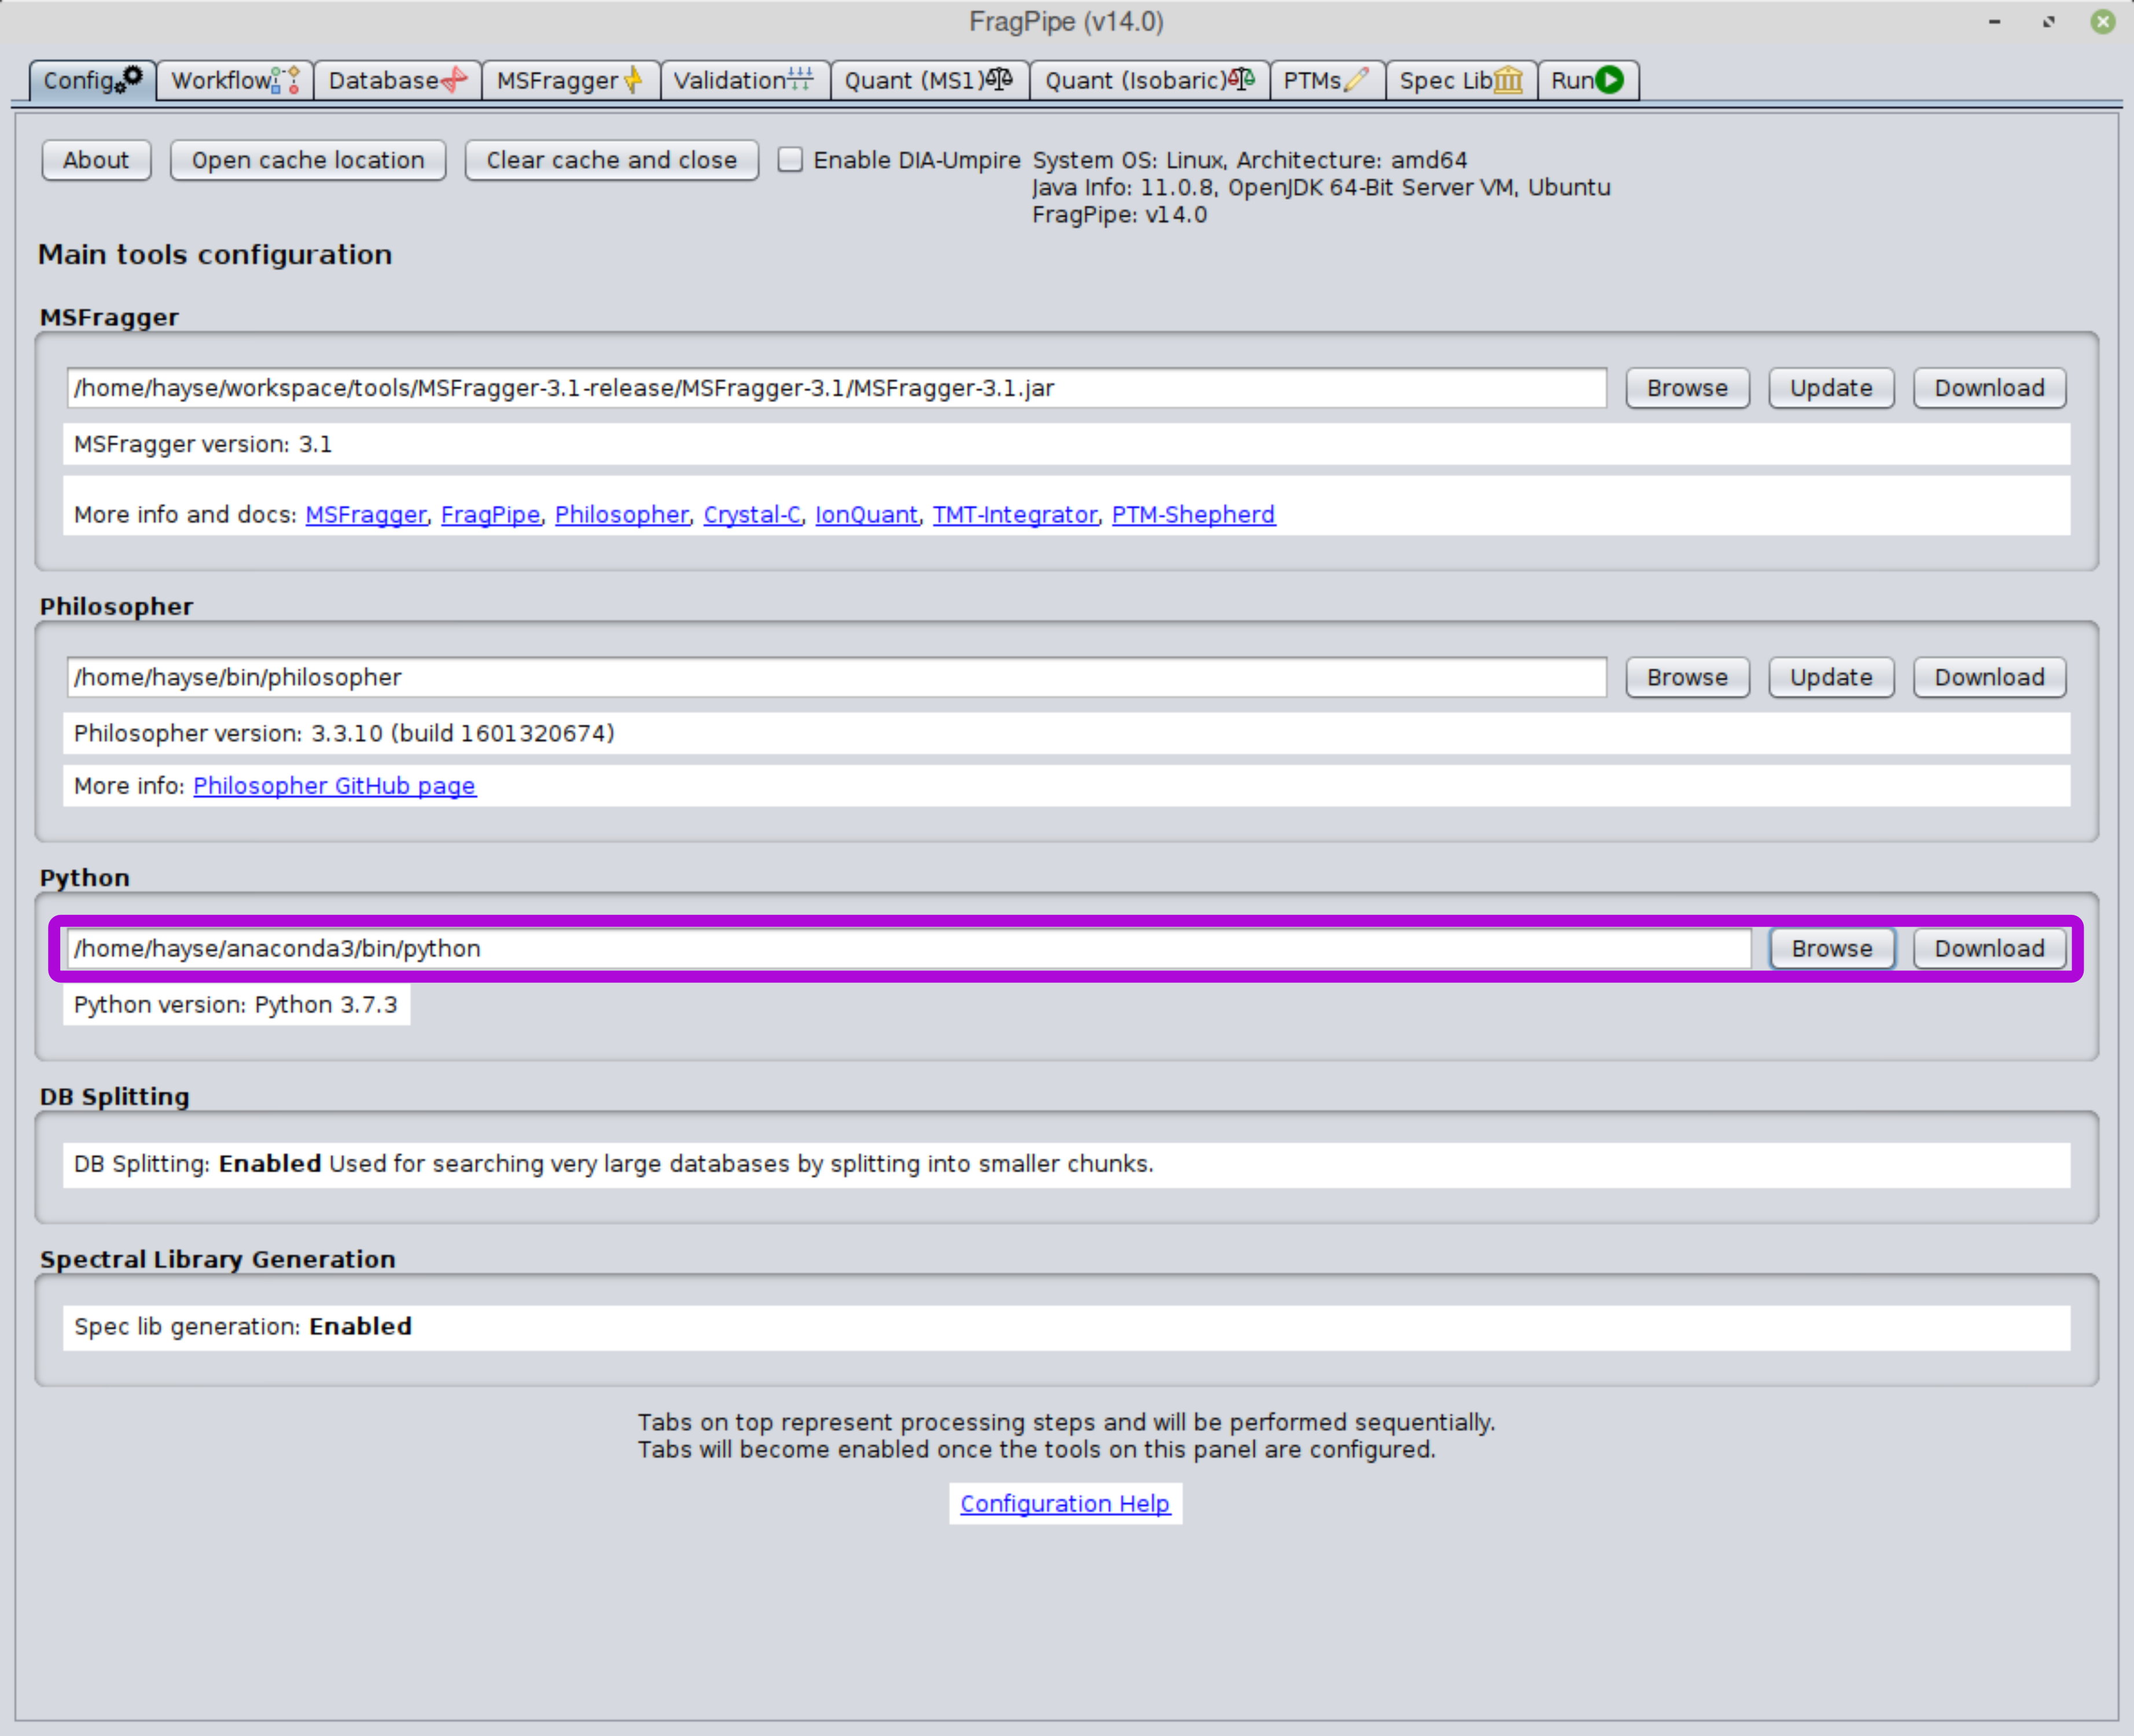 FragPipe (v14.0)
Config Workflow Database MSFragger Validation Quant (MS1) Quant (Isobaric) PTMs Spec Lib Run
About Open cache location Clear cache and close Enable DIA-Umpire System OS: Linux, Architecture: amd64
Java Info: 11.0.8, OpenJDK 64-Bit Server VM, Ubuntu
FragPipe: v14.0
Main tools configuration
MSFragger
/home/hayse/workspace/tools/MSFragger-3.1-release/MSFragger-3.1/MSFragger-3.1.jar Browse Update Download
MSFragger version: 3.1
More info and docs: MSFragger, FragPipe, Philosopher, Crystal-C, IonQuant, TMT-Integrator, PTM-Shepherd
Philosopher
/home/hayse/bin/philosopher Browse Update Download
Philosopher version: 3.3.10 (build 1601320674)
More info: Philosopher GitHub page
Python
/home/hayse/anaconda3/bin/python Browse Download
Python version: Python 3.7.3
DB Splitting
DB Splitting: Enabled Used for searching very large databases by splitting into smaller chunks.
Spectral Library Generation
Spec lib generation: Enabled
Tabs on top represent processing steps and will be performed sequentially.
Tabs will become enabled once the tools on this panel are configured.
Configuration Help